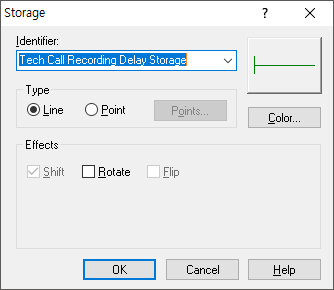 Storage
?
Identifier:
Tech Call Recording Delay Storage
Type
Line
Point
Points...
Color...
Effects
Shift
Rotate
Flip
OK
Cancel
Help